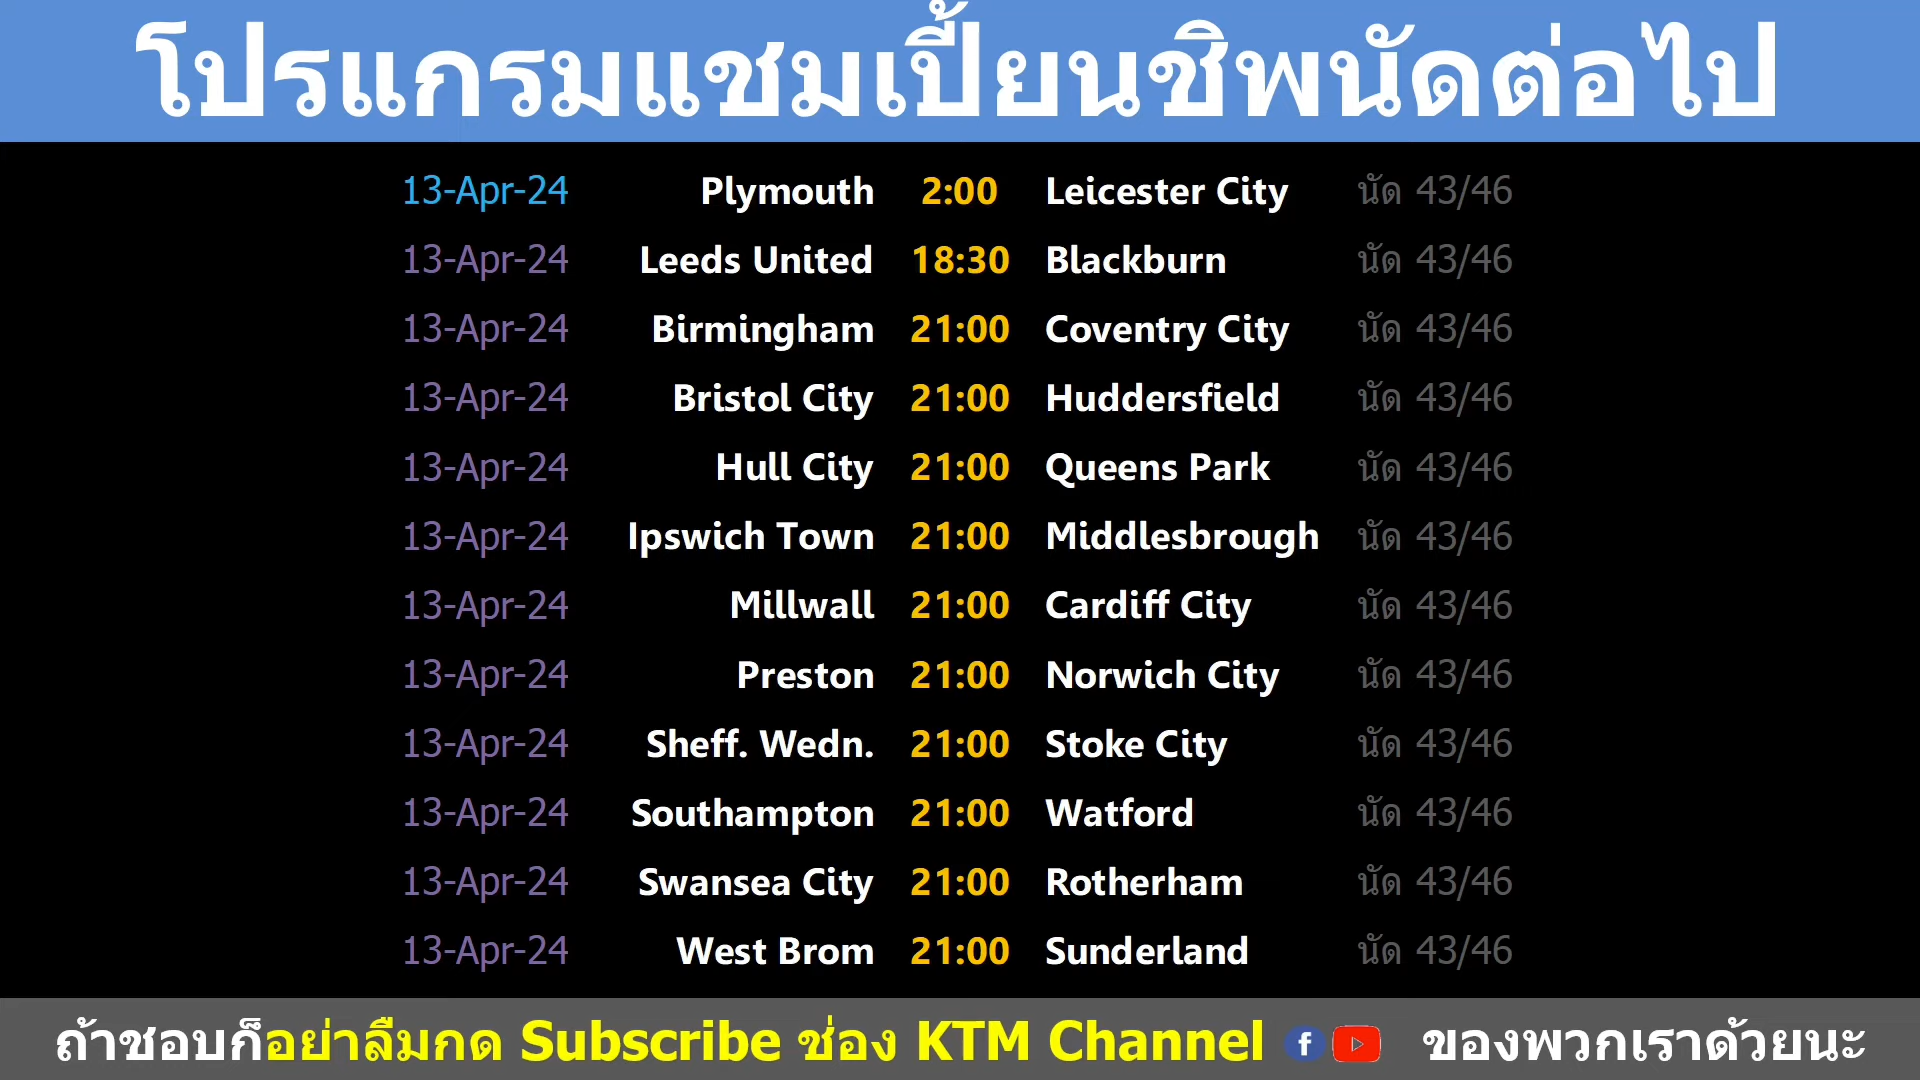 โปรแกรมแชมเปี้ยนชิพนัดต่อไป
13-Apr-24 Plymouth 2:00 Leicester City นัด 43/46
13-Apr-24 Leeds United 18:30 Blackburn นัด 43/46
13-Apr-24 Birmingham 21:00 Coventry City นัด 43/46
13-Apr-24 Bristol City 21:00 Huddersfield นัด 43/46
13-Apr-24 Hull City 21:00 Queens Park นัด 43/46
13-Apr-24 Ipswich Town 21:00 Middlesbrough นัด 43/46
13-Apr-24 Millwall 21:00 Cardiff City นัด 43/46
13-Apr-24 Preston 21:00 Norwich City นัด 43/46
13-Apr-24 Sheff. Wedn. 21:00 Stoke City นัด 43/46
13-Apr-24 Southampton 21:00 Watford นัด 43/46
13-Apr-24 Swansea City 21:00 Rotherham นัด 43/46
13-Apr-24 West Brom 21:00 Sunderland นัด 43/46
ถ้าชอบก็อย่าลืมกด Subscribe ช่อง KTM Channel f ของพวกเราด้วยนะ